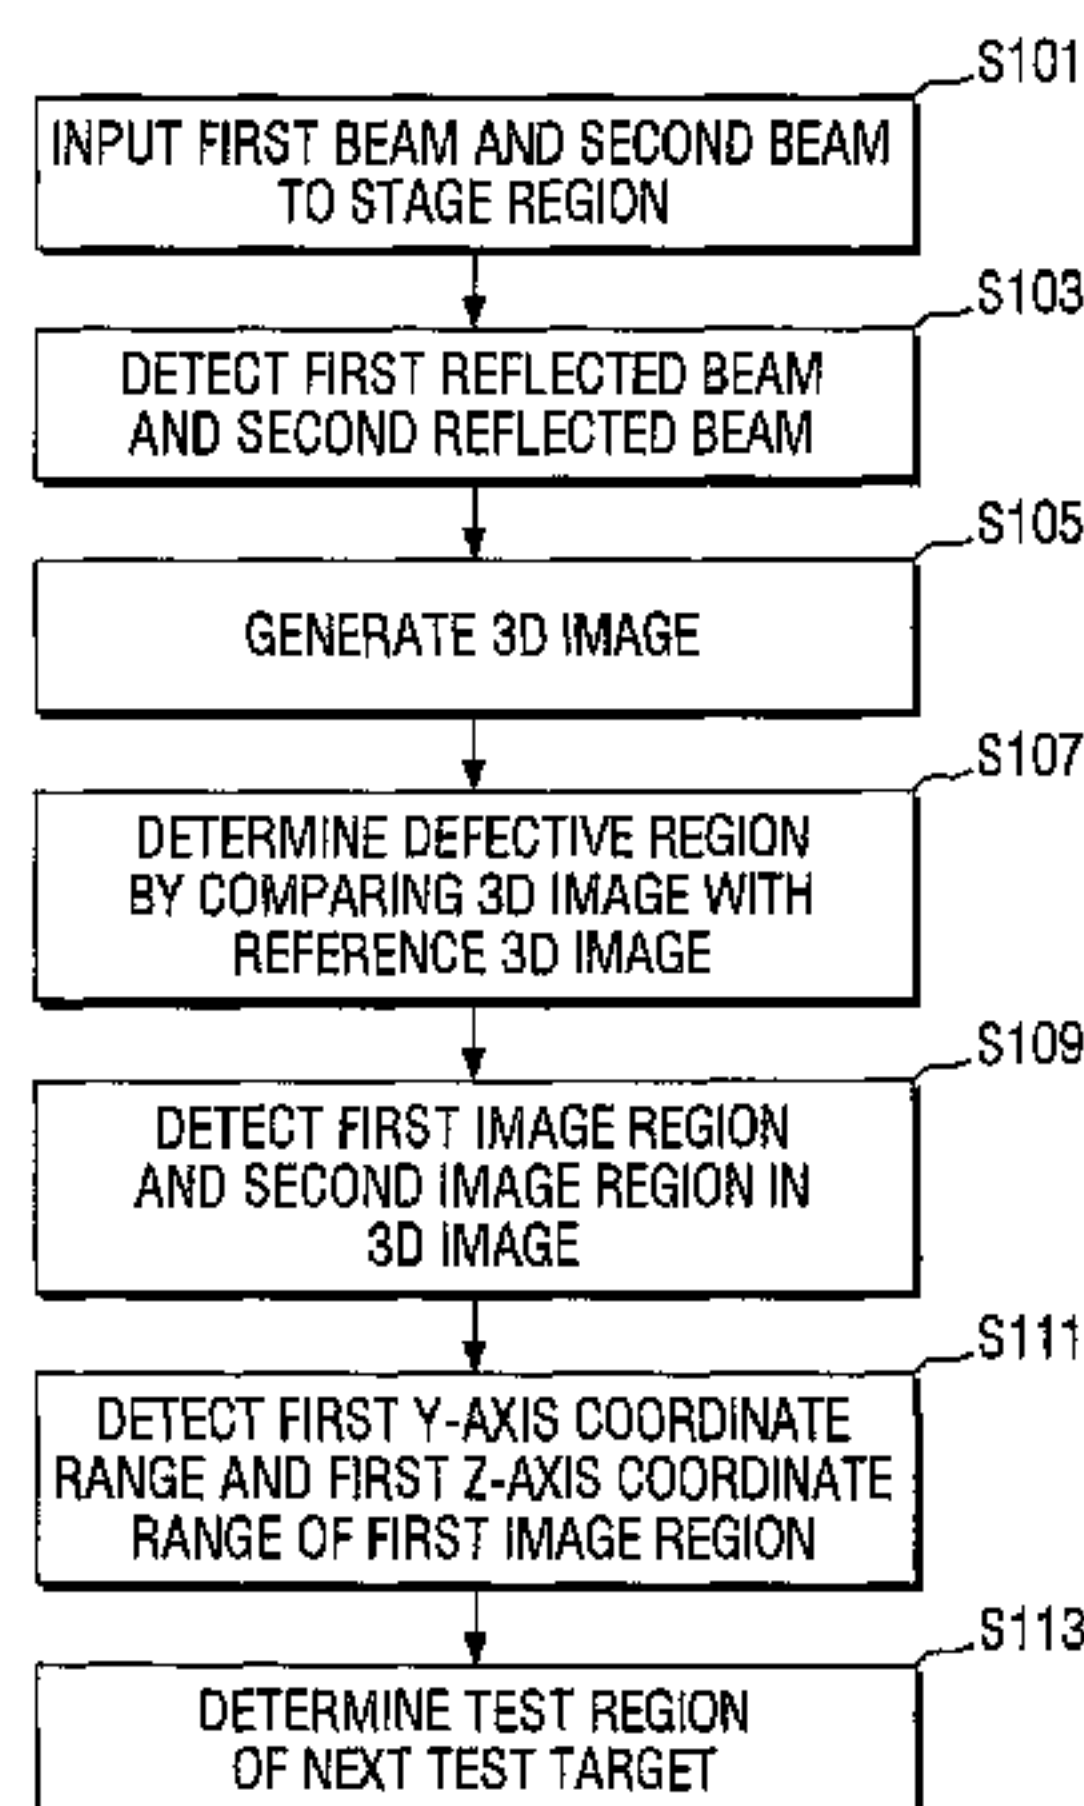 S101
INPUT FIRST BEAM AND SECOND BEAM
TO STAGE REGION
S103
DETECT FIRST REFLECTED BEAM
AND SECOND REFLECTED BEAM
S105
GENERATE 3D IMAGE
S107
DETERMINE DEFECTIVE REGION
BY COMPARING 3D IMAGE WITH
REFERENCE 3D IMAGE
S109
DETECT FIRST IMAGE REGION
AND SECOND IMAGE REGION IN
3D IMAGE
S111
DETECT FIRST Y-AXIS COORDINATE
RANGE AND FIRST Z-AXIS COORDINATE
RANGE OF FIRST IMAGE REGION
S113
DETERMINE TEST REGION
OF NEXT TEST TARGET